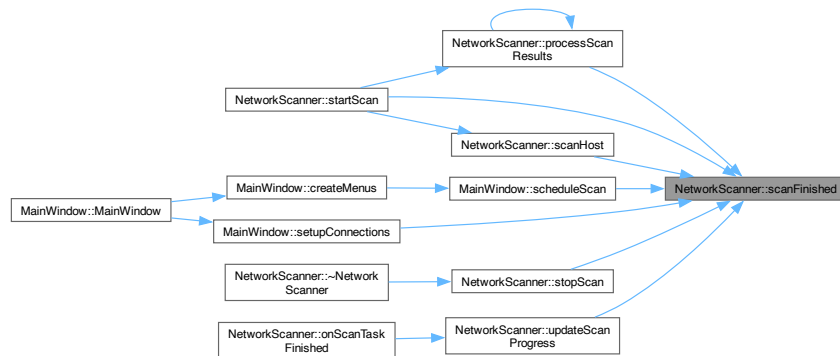 NetworkScanner::processScan
Results
NetworkScanner::startScan
NetworkScanner::scanHost
MainWindow::createMenus
MainWindow::scheduleScan
NetworkScanner::scanFinished
MainWindow::MainWindow
MainWindow::setupConnections
NetworkScanner::~Network
Scanner
NetworkScanner::stopScan
NetworkScanner::onScanTask
Finished
NetworkScanner::updateScan
Progress